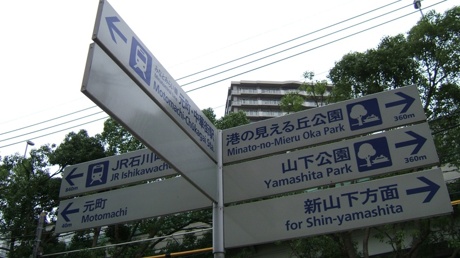 Motomachi-Chukagai Sta.
JR石川町
JR Ishikawach
元町
Motomachi
港の見える丘公園
Minato-no-Mieru Oka Park
360m
山下公園
Yamashita Park
360m
新山下方面
for Shin-yamashita